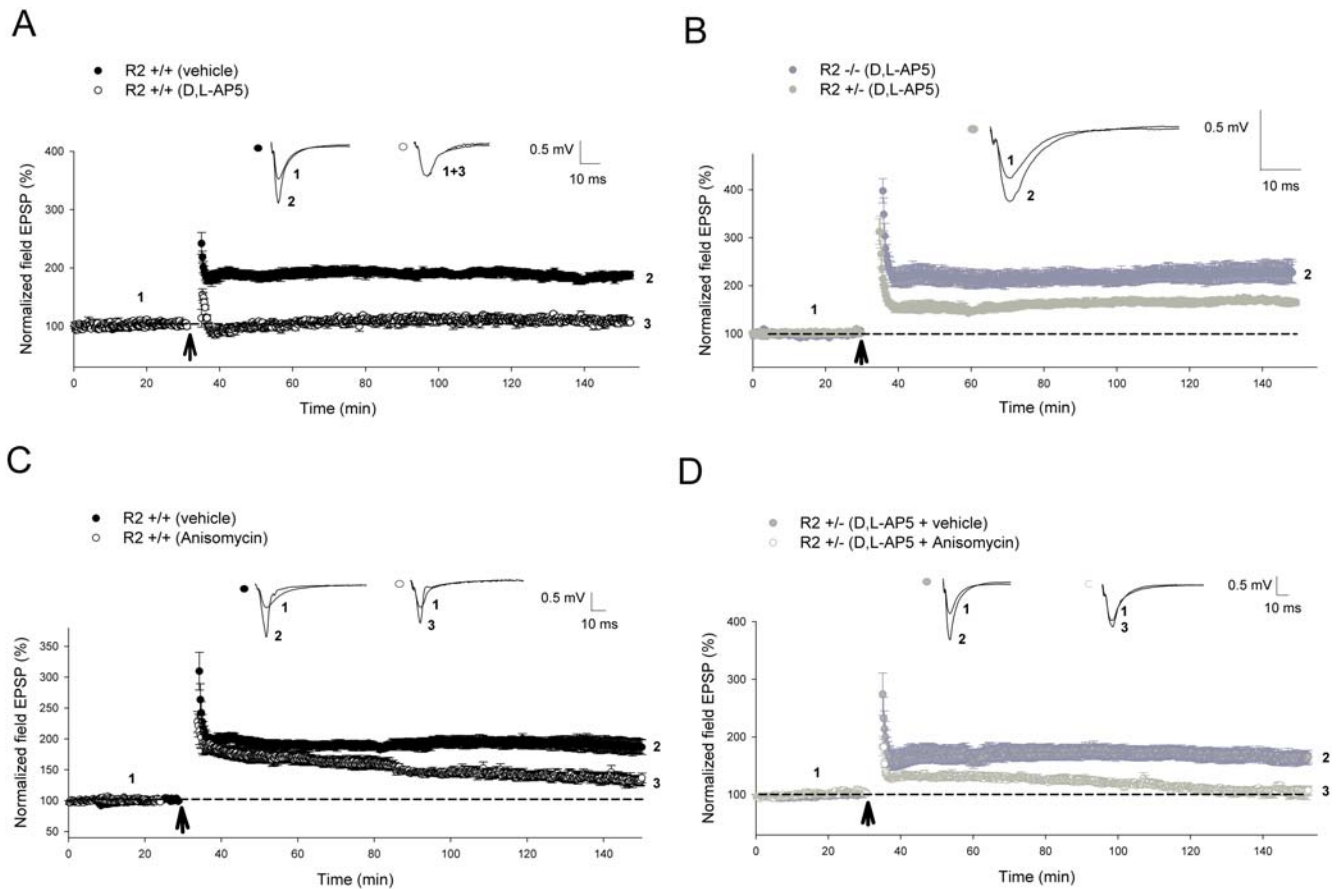 A
R2 +/+ (vehicle)
R2 +/+ (D,L-AP5)
1
2
1+3
0.5 mV
10 ms
Normalized field EPSP (%)
400
300
200
100
1
2
3
0 20 40 60 80 100 120 140
Time (min)
B
R2 -/- (D,L-AP5)
R2 +/- (D,L-AP5)
1
2
0.5 mV
10 ms
Normalized field EPSP (%)
400
300
200
100
1
2
0 20 40 60 80 100 120 140
Time (min)
C
R2 +/+ (vehicle)
R2 +/+ (Anisomycin)
1
2
1
3
0.5 mV
10 ms
Normalized field EPSP (%)
350
300
250
200
150
100
50
1
2
3
0 20 40 60 80 100 120 140
Time (min)
D
R2 +/- (D,L-AP5 + vehicle)
R2 +/- (D,L-AP5 + Anisomycin)
1
2
1
3
0.5 mV
10 ms
Normalized field EPSP (%)
400
300
200
100
1
2
3
0 20 40 60 80 100 120 140
Time (min)